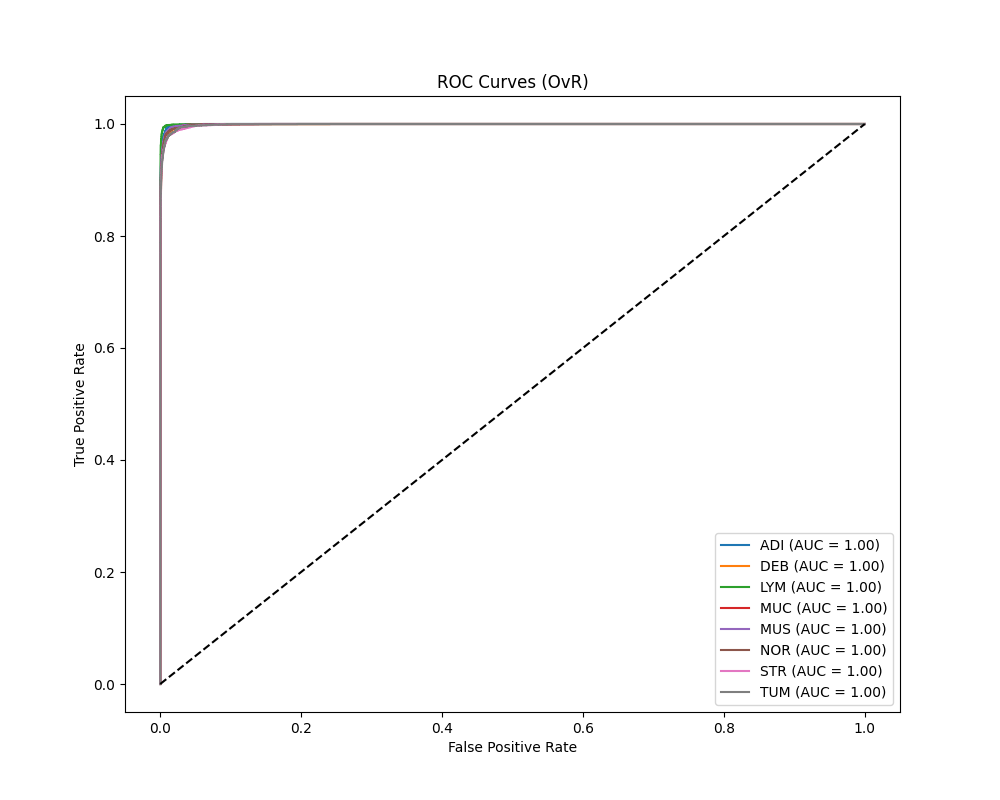 ROC Curves (OvR)
1.0
0.8
0.6
0.4
0.2
0.0
True Positive Rate
0.0 0.2 0.4 0.6 0.8 1.0
False Positive Rate
ADI (AUC = 1.00)
DEB (AUC = 1.00)
LYM (AUC = 1.00)
MUC (AUC = 1.00)
MUS (AUC = 1.00)
NOR (AUC = 1.00)
STR (AUC = 1.00)
TUM (AUC = 1.00)